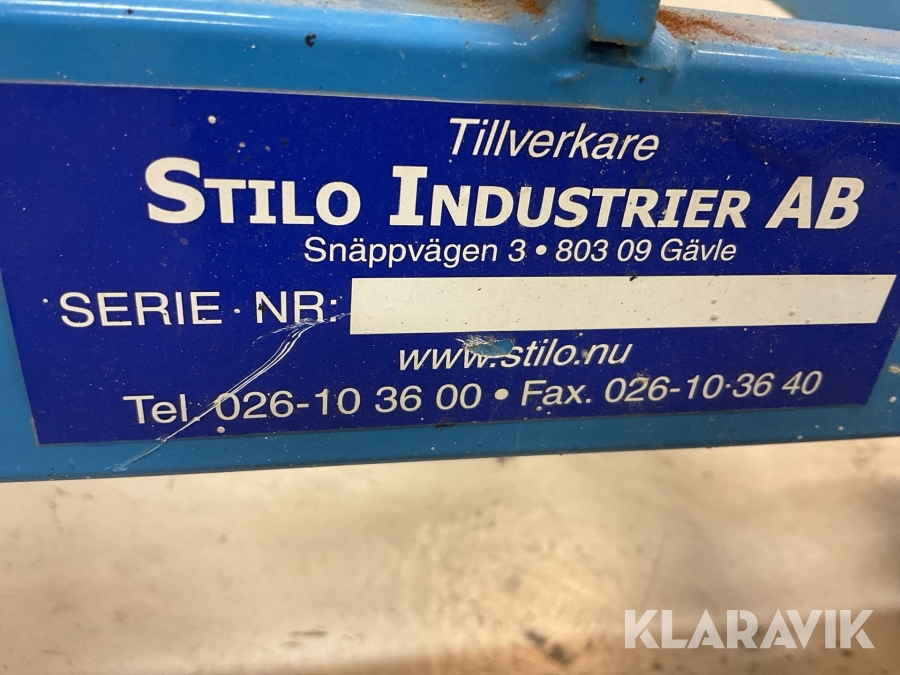 Tillverkare
STILO INDUSTRIER AB
Snäppvägen 3 • 803 09 Gävle
SERIE NR:
www.stilo.nu
Tel. 026-10 36 00 • Fax. 026-10 36 40
KLARAVIK